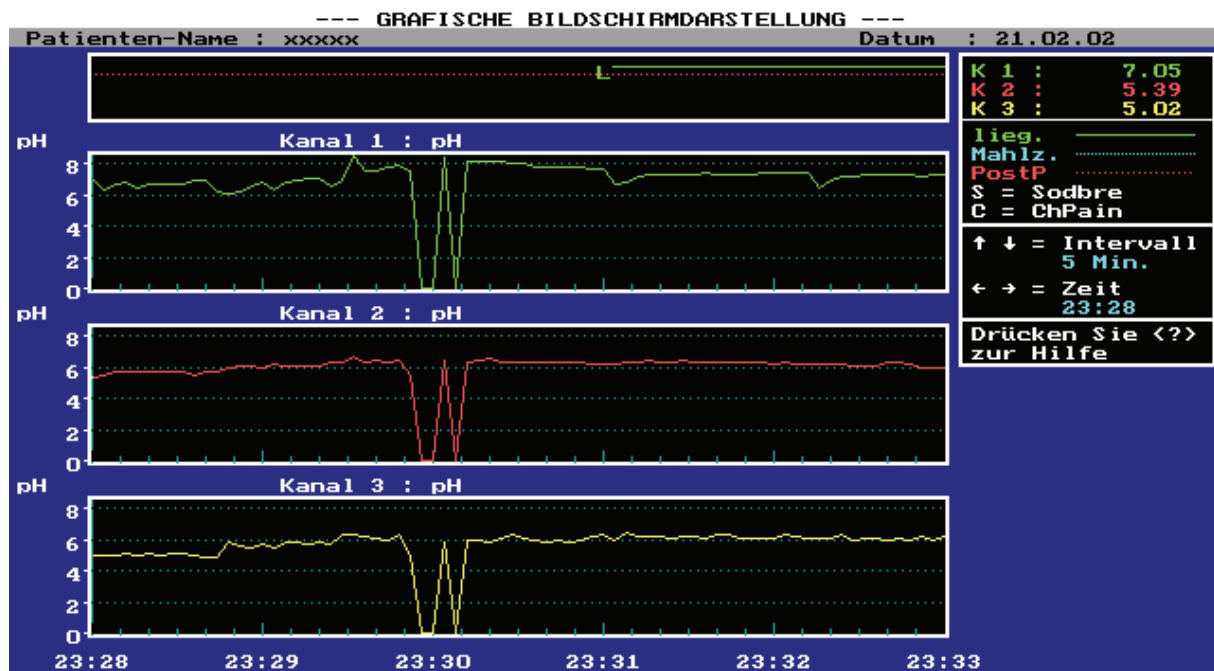 --- GRAFISCHE BILDSCHIRMDARSTELLUNG ---
Patienten-Name : xxxxx Datum : 21.02.02
L
K 1 : 7.05
K 2 : 5.39
K 3 : 5.02
lieg.
Mahlz.
PostP
S = Sodbre
C = ChPain
↑ ↓ = Intervall
5 Min.
← → = Zeit
23:28
Drücken Sie <?>
zur Hilfe
pH Kanal 1 : pH
8
6
4
2
0
pH Kanal 2 : pH
8
6
4
2
0
pH Kanal 3 : pH
8
6
4
2
0
23:28 23:29 23:30 23:31 23:32 23:33